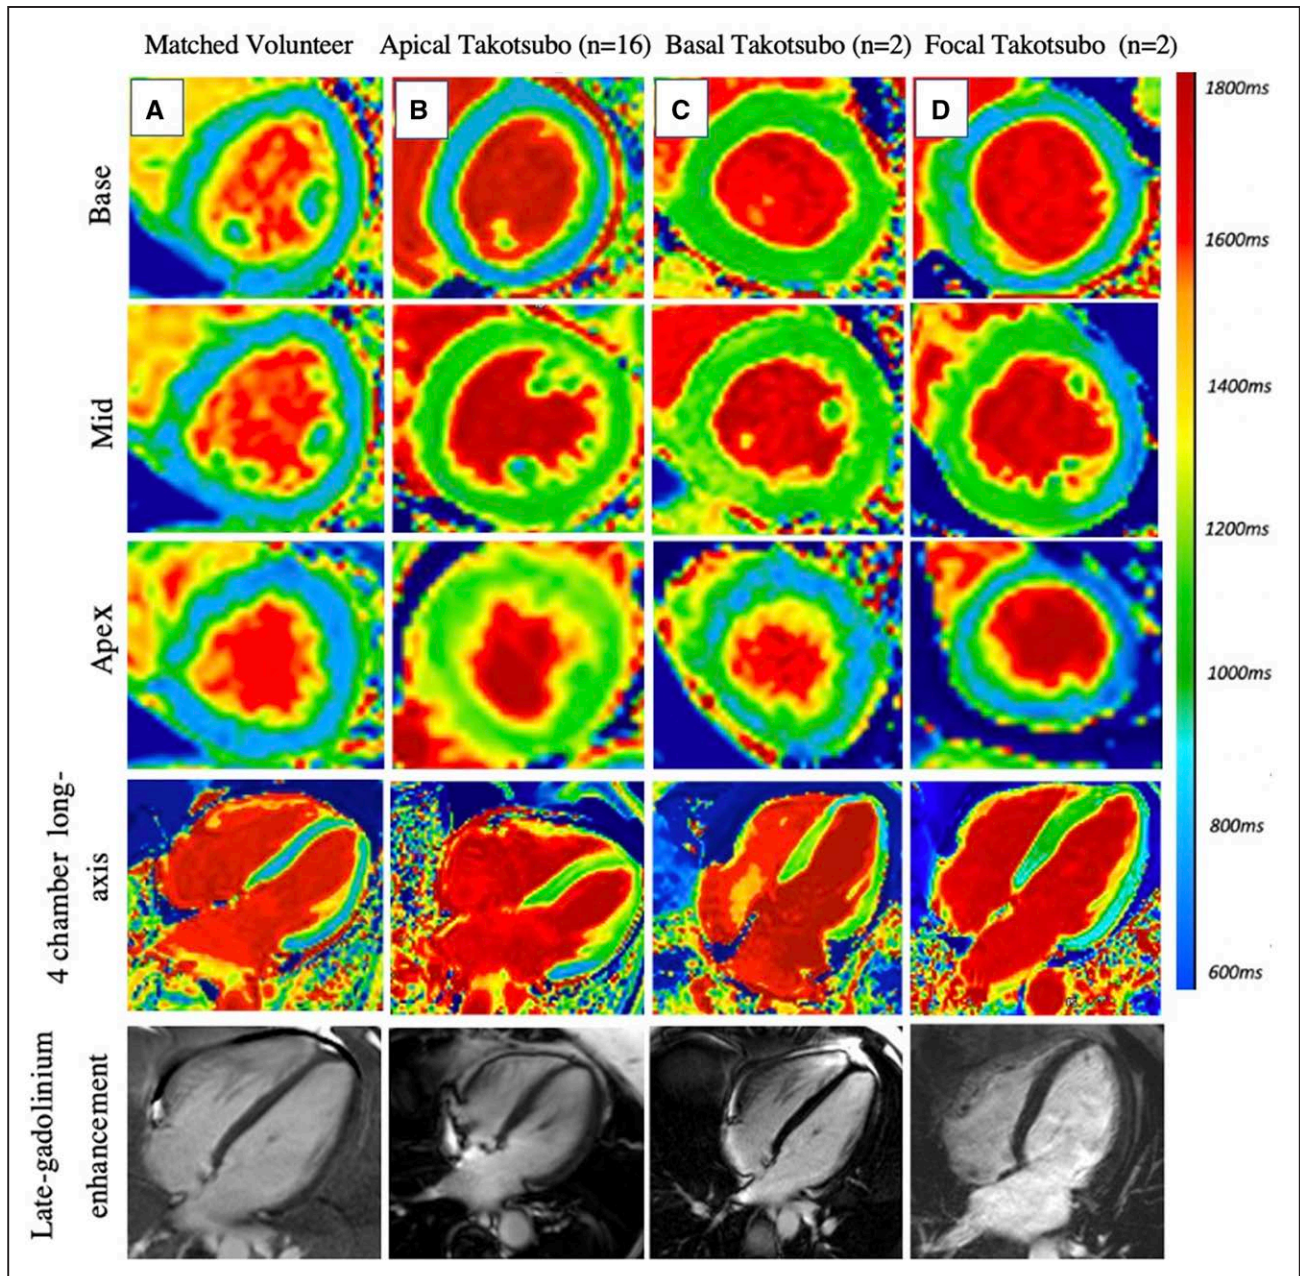 Matched Volunteer
Apical Takotsubo (n=16)
Basal Takotsubo (n=2)
Focal Takotsubo (n=2)
A
B
C
D
Base
Mid
Apex
4 chamber long-
axis
Late-gadolinium
enhancement
1800ms
1600ms
1400ms
1200ms
1000ms
800ms
600ms